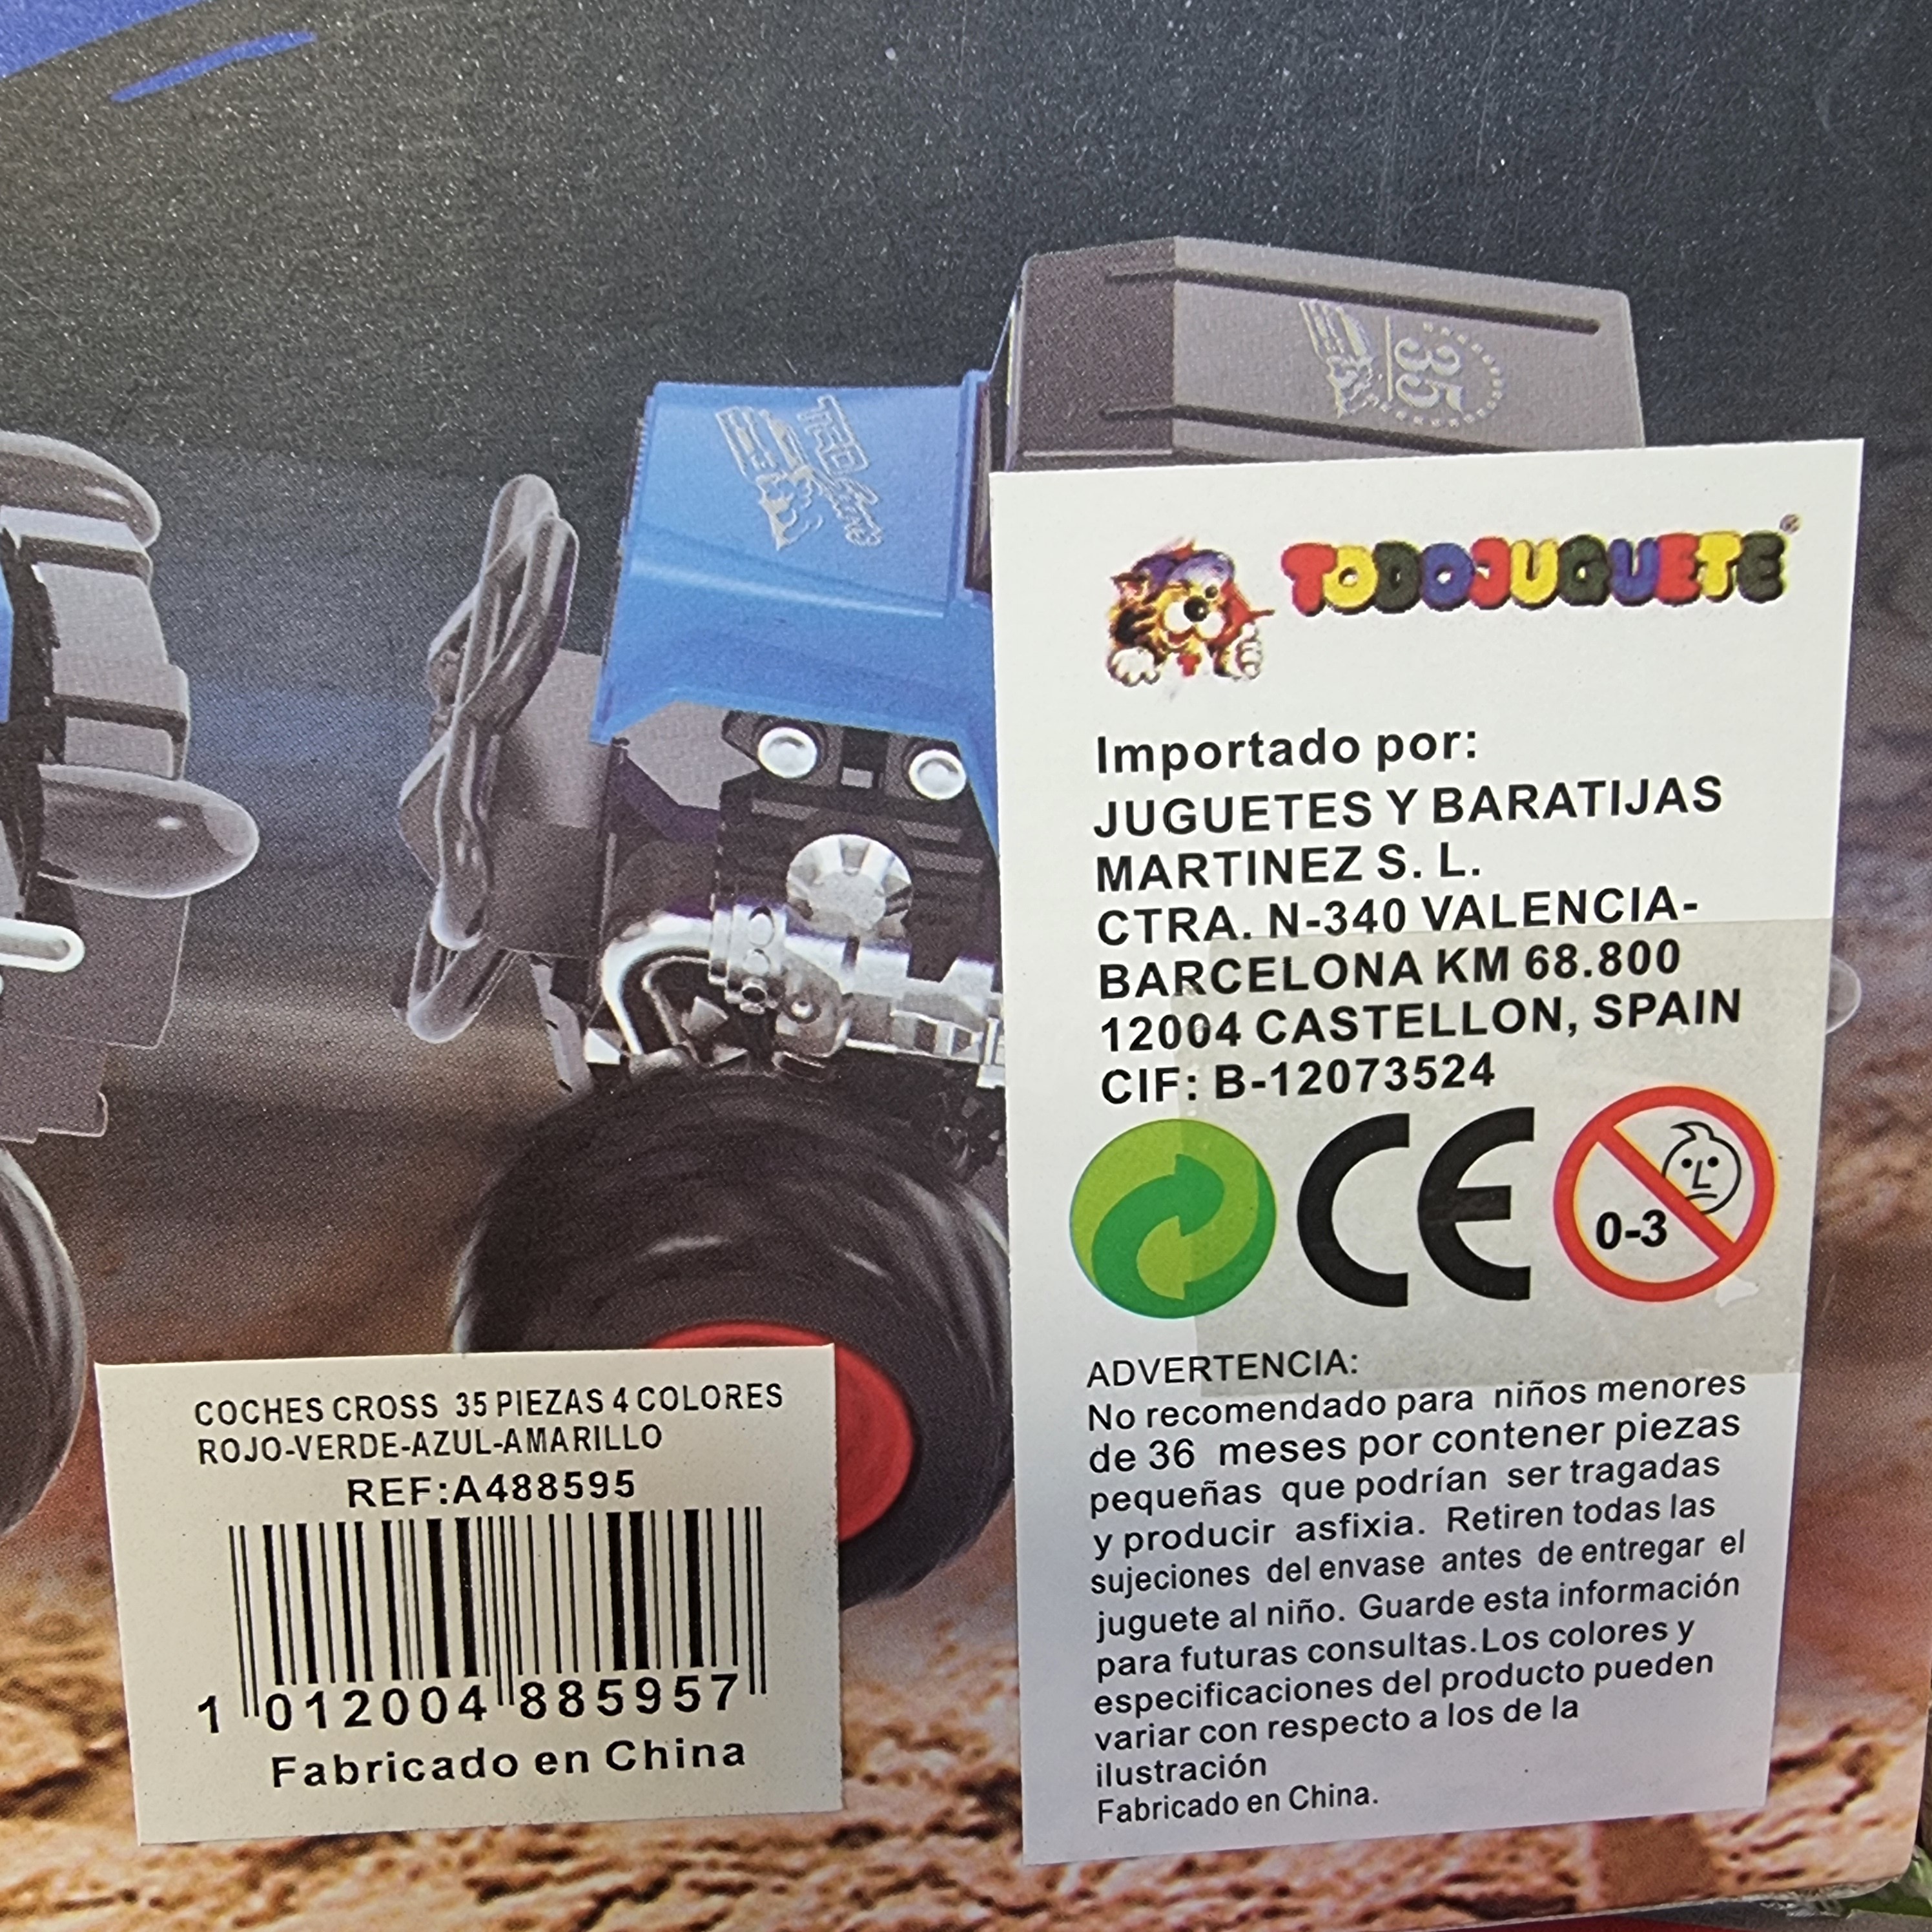 35
TODOJUGUETE
Importado por:
JUGUETES Y BARATIJAS
MARTINEZ S. L.
CTRA. N-340 VALENCIA-
BARCELONA KM 68.800
12004 CASTELLON, SPAIN
CIF: B-12073524
CE
0-3
ADVERTENCIA:
No recomendado para niños menores
de 36 meses por contener piezas
pequeñas que podrían ser tragadas
y producir asfixia. Retiren todas las
sujeciones del envase antes de entregar el
juguete al niño. Guarde esta información
para futuras consultas.Los colores y
especificaciones del producto pueden
variar con respecto a los de la
ilustración
Fabricado en China.
COCHES CROSS 35 PIEZAS 4 COLORES
ROJO-VERDE-AZUL-AMARILLO
REF:A488595
1 012004 885957
Fabricado en China